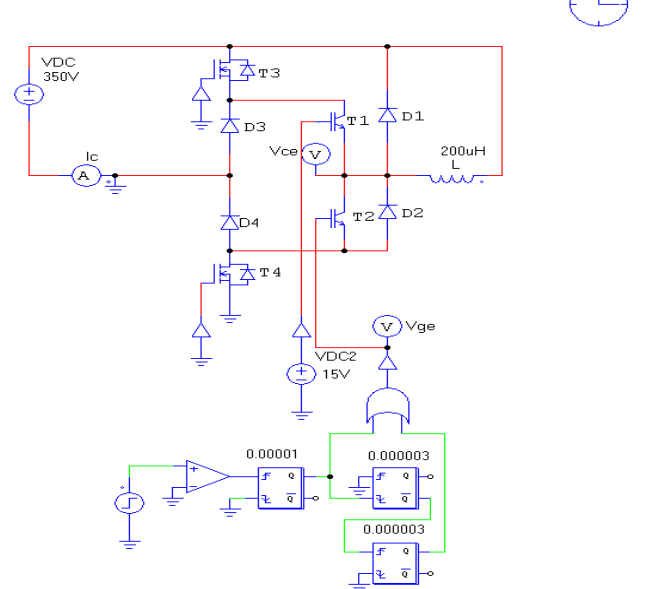 VDC
350V
T3
D3
T1
D1
Vce
V
200uH
L
Ic
A
D4
T2
D2
T4
V
Vge
VDC2
15V
0.00001
0.000003
Q
Q
Q
Q
0.000003
Q
Q